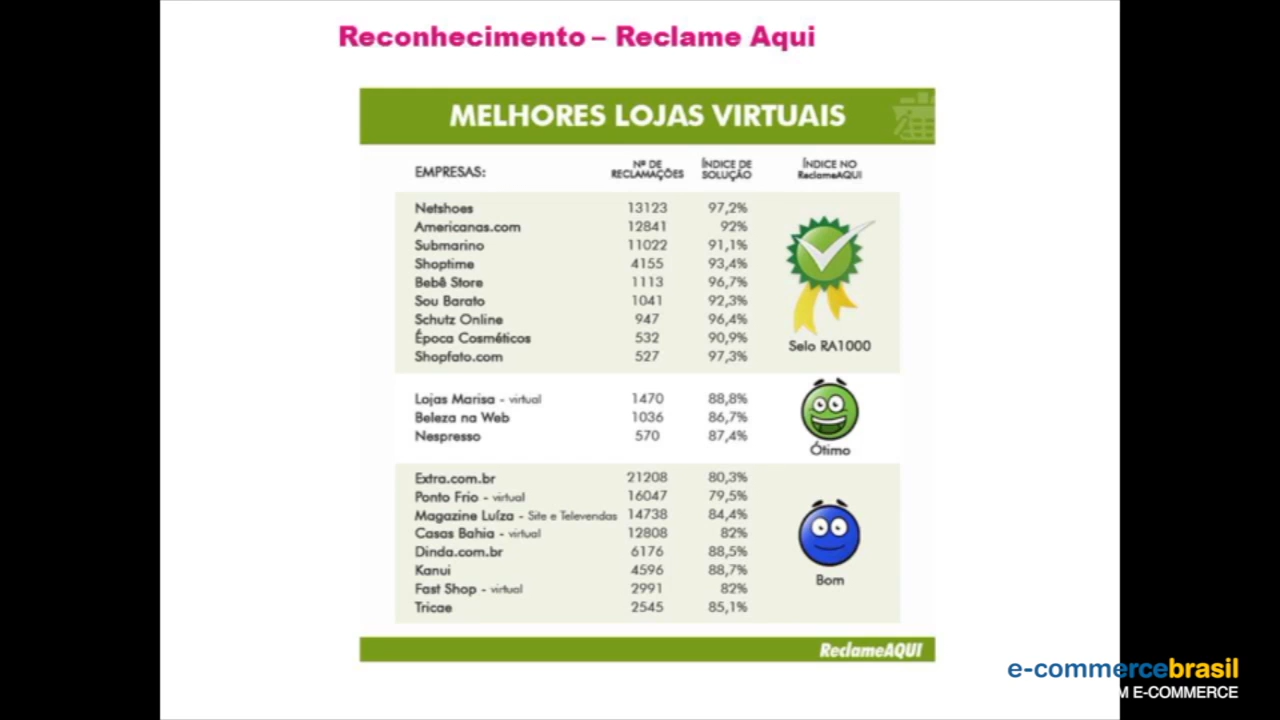 Reconhecimento – Reclame Aqui
MELHORES LOJAS VIRTUAIS
EMPRESAS: Nº DE RECLAMAÇÕES ÍNDICE DE SOLUÇÃO ÍNDICE NO ReclameAQUI
Netshoes 13123 97,2%
Americanas.com 12841 92%
Submarino 11022 91,1%
Shoptime 4155 93,4%
Bebê Store 1113 96,7%
Sou Barato 1041 92,3%
Schutz Online 947 96,4%
Época Cosméticos 532 90,9%
Shopfato.com 527 97,3%
Selo RA1000
Lojas Marisa - virtual 1470 88,8%
Beleza na Web 1036 86,7%
Nespresso 570 87,4%
Ótimo
Extra.com.br 21208 80,3%
Ponto Frio - virtual 16047 79,5%
Magazine Luíza - Site e Televendas 14738 84,4%
Casas Bahia - virtual 12808 82%
Dinda.com.br 6176 88,5%
Kanui 4596 88,7%
Fast Shop - virtual 2991 82%
Tricae 2545 85,1%
Bom
ReclameAQUI
e-commercebrasil
M E-COMMERCE